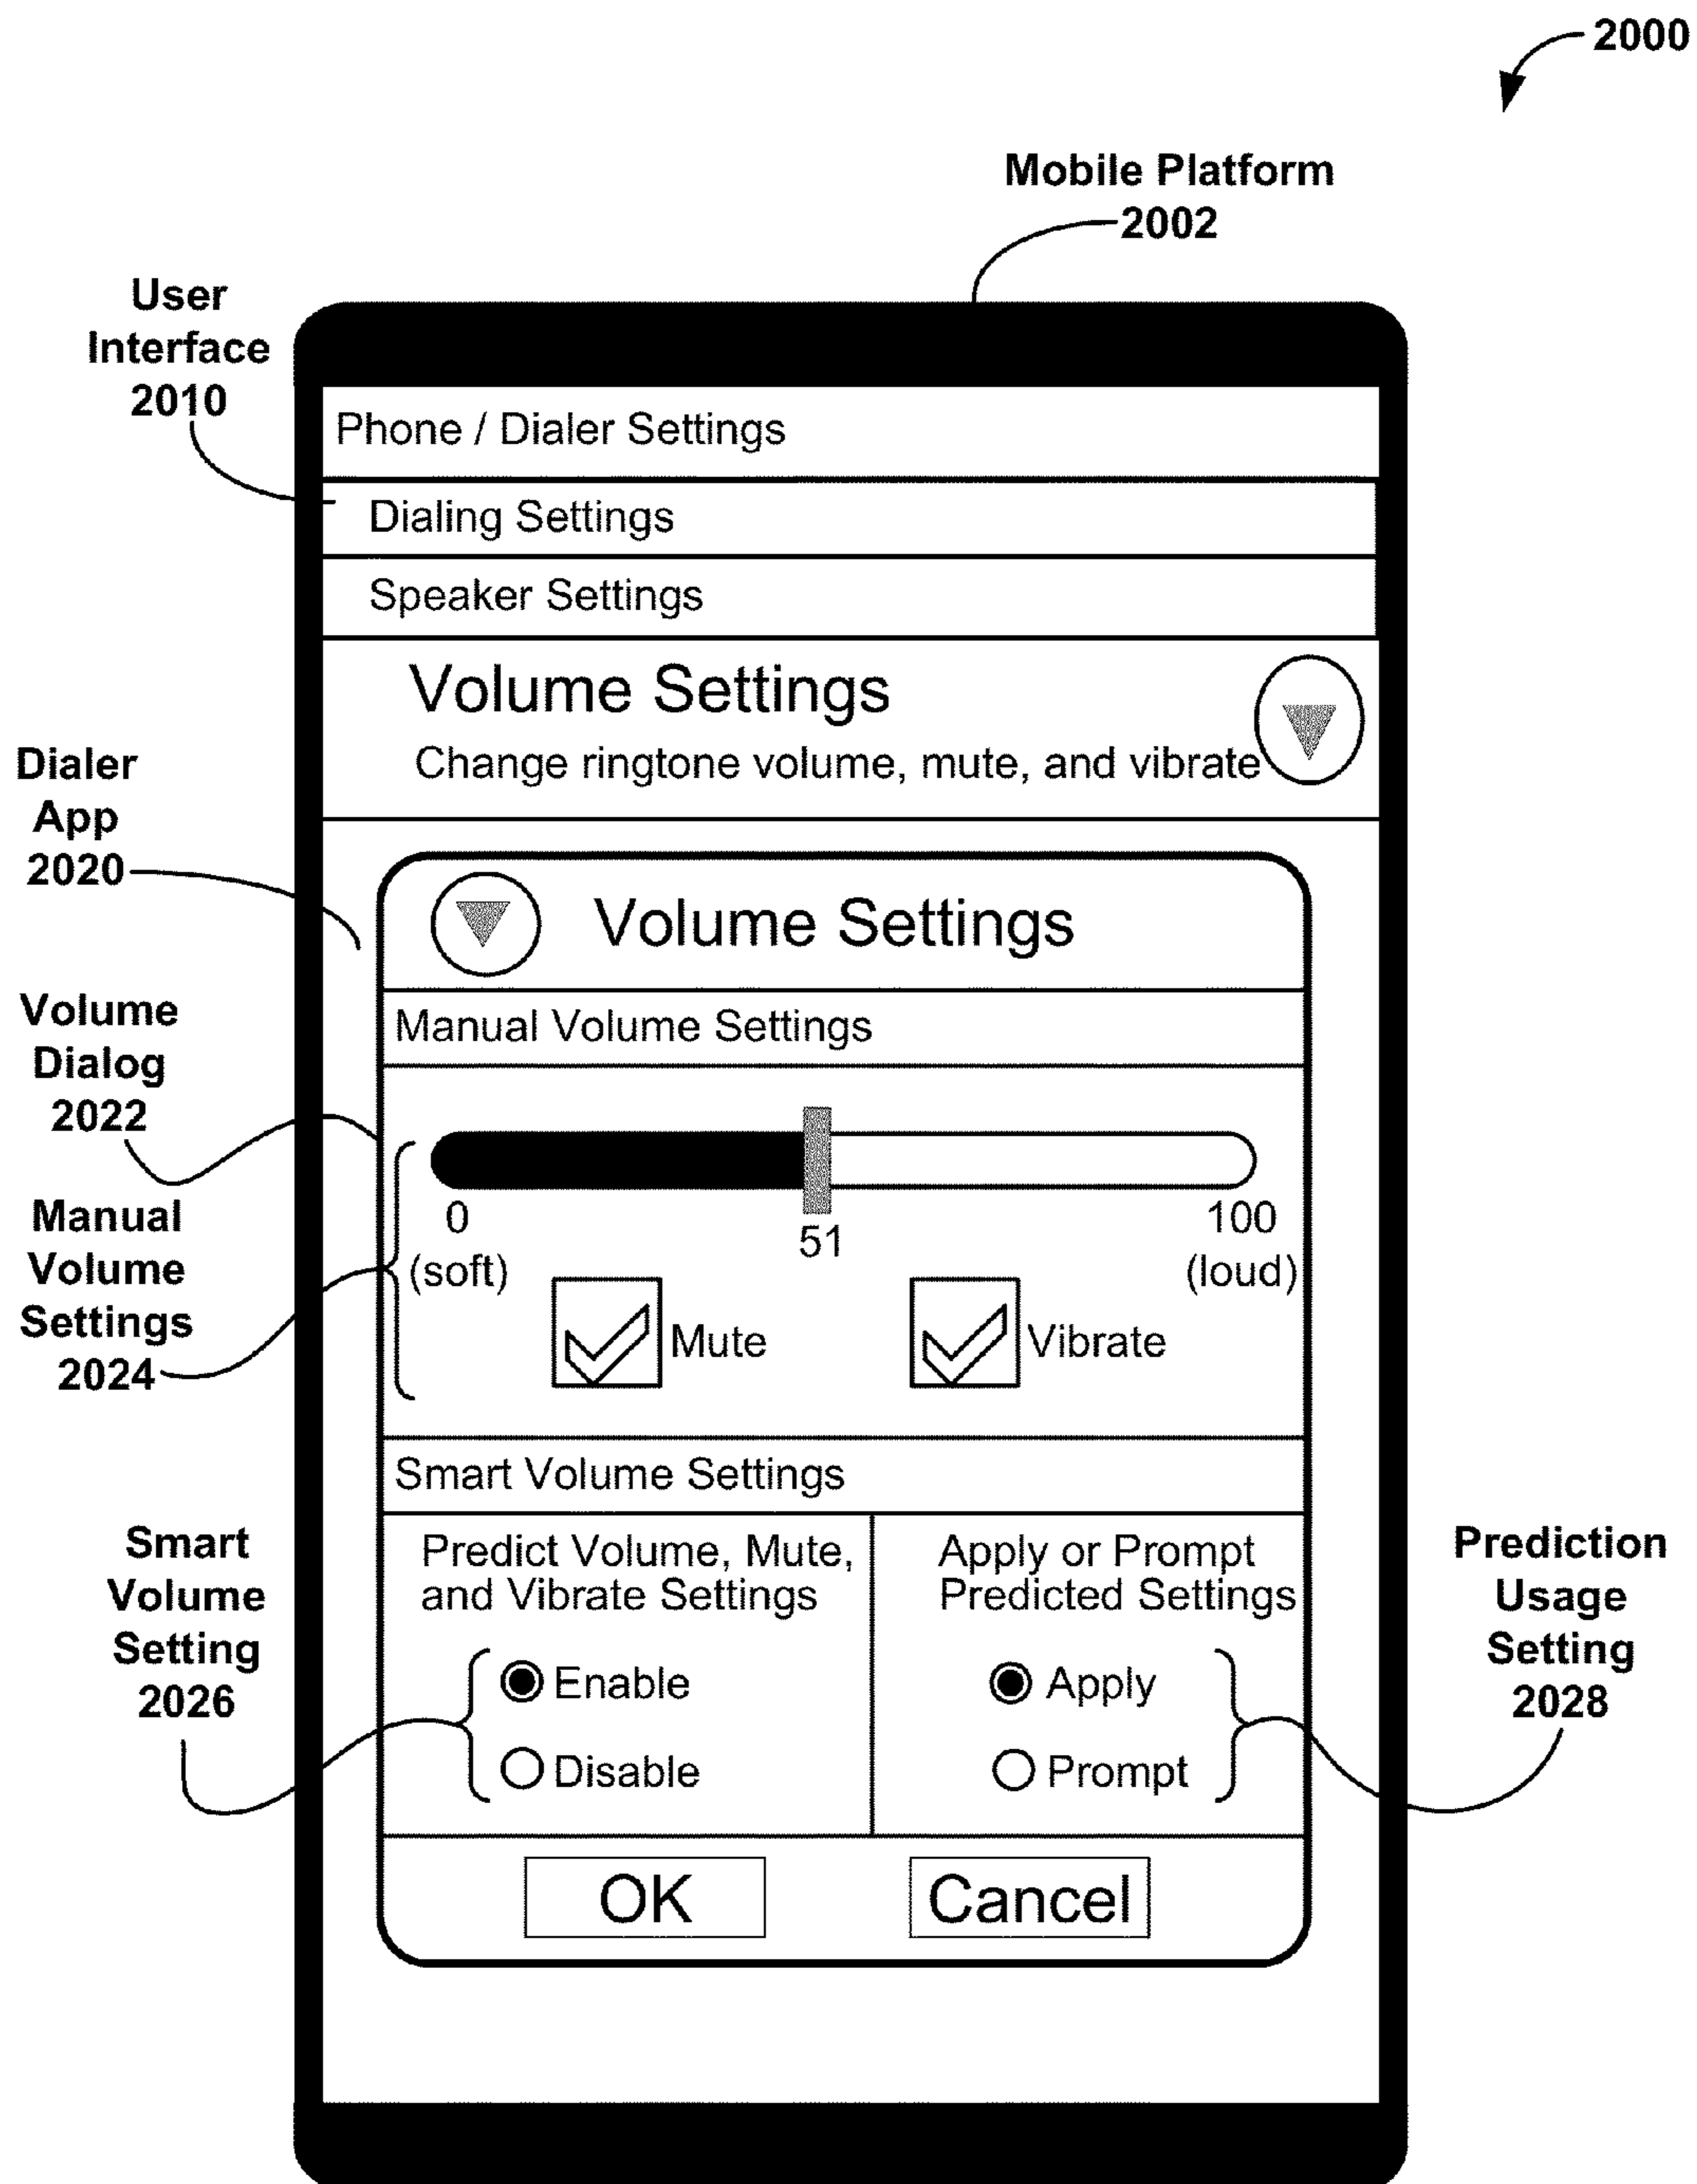 2000
Mobile Platform
2002
User
Interface
2010
Phone / Dialer Settings
Dialing Settings
Speaker Settings
Volume Settings
Change ringtone volume, mute, and vibrate
Dialer
App
2020
Volume Settings
Volume
Dialog
2022
Manual Volume Settings
0
51
100
(soft)
(loud)
Manual
Volume
Settings
2024
Mute
Vibrate
Smart Volume Settings
Smart
Volume
Setting
2026
Predict Volume, Mute,
and Vibrate Settings
Enable
Disable
Apply or Prompt
Predicted Settings
Apply
Prompt
Prediction
Usage
Setting
2028
OK
Cancel